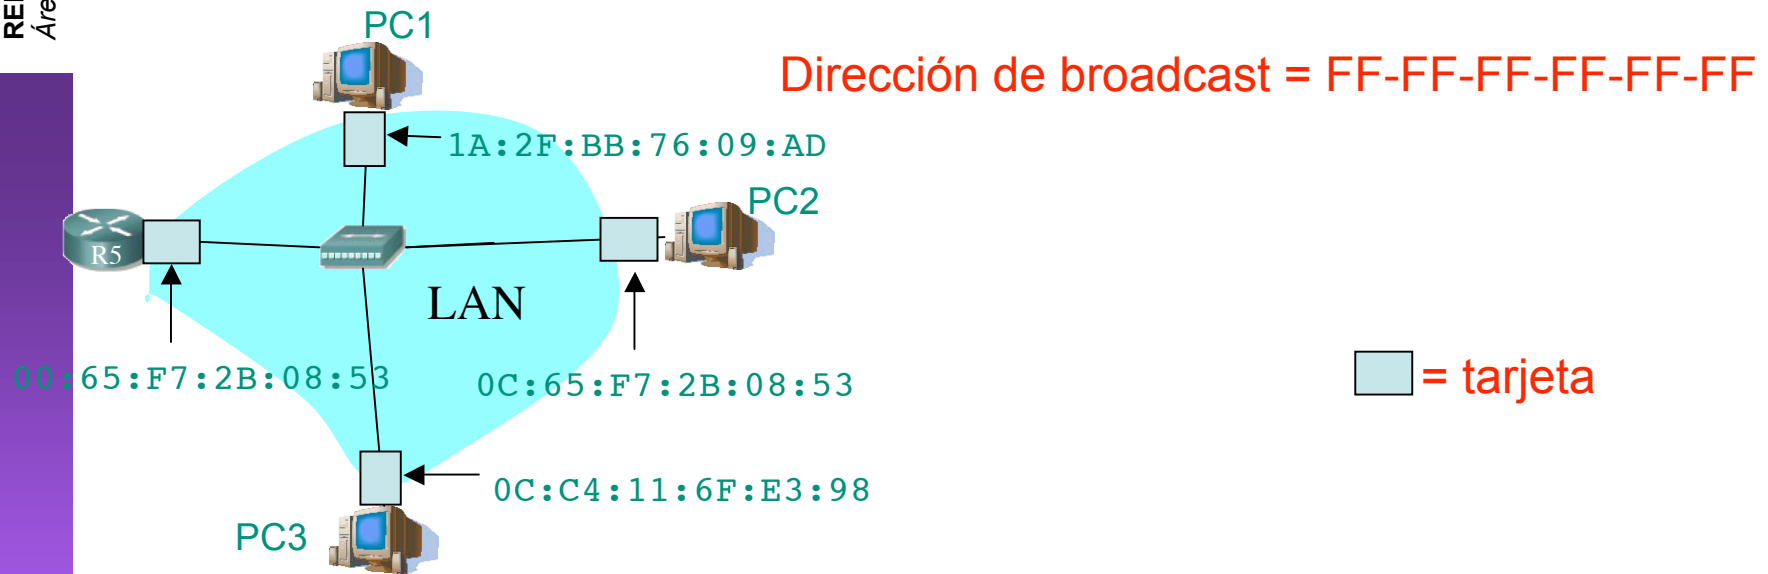 REI
Áre
PC1
Dirección de broadcast = FF-FF-FF-FF-FF-FF
1A:2F:BB:76:09:AD
PC2
R5
LAN
00:65:F7:2B:08:53
0C:65:F7:2B:08:53
= tarjeta
0C:C4:11:6F:E3:98
PC3